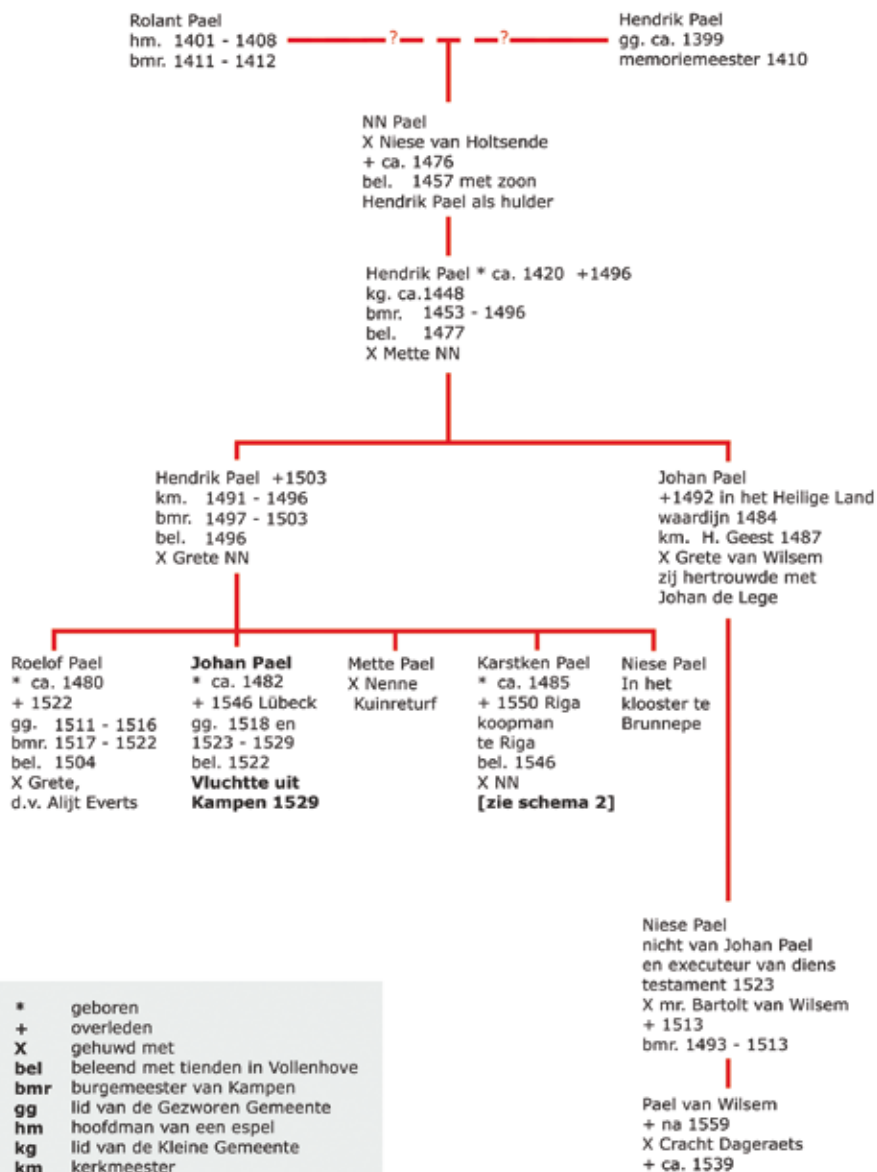 Rolant Pael
hm. 1401 - 1408
bmr. 1411 - 1412
?
?
Hendrik Pael
gg. ca. 1399
memoriemeester 1410
NN Pael
X Niese van Holtsende
+ ca. 1476
bel. 1457 met zoon
Hendrik Pael als hulder
Hendrik Pael * ca. 1420 +1496
kg. ca.1448
bmr. 1453 - 1496
bel. 1477
X Mette NN
Hendrik Pael +1503
km. 1491 - 1496
bmr. 1497 - 1503
bel. 1496
X Grete NN
Johan Pael
+1492 in het Heilige Land
waardijn 1484
km. H. Geest 1487
X Grete van Wilsem
zij hertrouwde met
Johan de Lege
Roelof Pael
* ca. 1480
+ 1522
gg. 1511 - 1516
bmr. 1517 - 1522
bel. 1504
X Grete,
d.v. Alijt Everts
Johan Pael
* ca. 1482
+ 1546 Lübeck
gg. 1518 en
1523 - 1529
bel. 1522
Vluchtte uit
Kampen 1529
Mette Pael
X Nenne
Kuinreturf
Karstken Pael
* ca. 1485
+ 1550 Riga
koopman
te Riga
bel. 1546
X NN
[zie schema 2]
Niese Pael
In het
klooster te
Brunnepe
Niese Pael
nicht van Johan Pael
en executeur van diens
testament 1523
X mr. Bartolt van Wilsem
+ 1513
bmr. 1493 - 1513
Pael van Wilsem
+ na 1559
X Cracht Dageraets
+ ca. 1539
* geboren
+ overleden
X gehuwd met
bel beleend met tienden in Vollenhove
bmr burgemeester van Kampen
gg lid van de Gezworen Gemeente
hm hoofdman van een espel
kg lid van de Kleine Gemeente
km kerkmeester